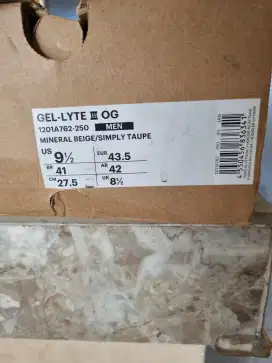 GEL-LYTE III OG
1201A762-250 MEN
MINERAL BEIGE/SIMPLY TAUPE
US 9½ EUR 43.5
BR 41 AR 42
CM 27.5 UK 8½